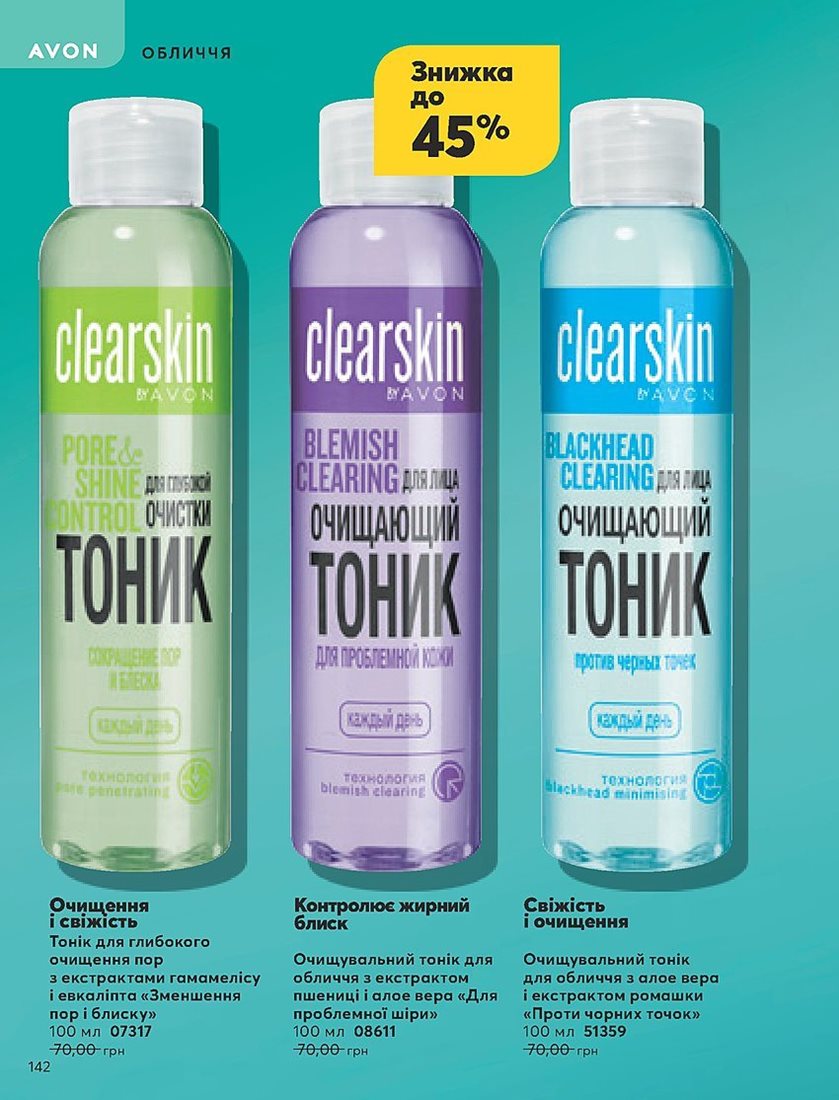 AVON
ОБЛИЧЧЯ
Знижка
до
45%
clearskin
BY AVON
PORE &
SHINE
CONTROL
ДЛЯ ГЛУБОКОЙ
ОЧИСТКИ
ТОНИК
СОКРАЩЕНИЕ ПОР
И БЛЕСКА
каждый день
технология
pore penetrating
clearskin
BY AVON
BLEMISH
CLEARING
ДЛЯ ЛИЦА
ОЧИЩАЮЩИЙ
ТОНИК
ДЛЯ ПРОБЛЕМНОЙ КОЖИ
каждый день
технология
blemish clearing
clearskin
BY AVON
BLACKHEAD
CLEARING
ДЛЯ ЛИЦА
ОЧИЩАЮЩИЙ
ТОНИК
против черных точек
каждый день
технология
blackhead minimising
Очищення
і свіжість
Тонік для глибокого
очищення пор
з екстрактами гамамелісу
і евкаліпта «Зменшення
пор і блиску»
100 мл 07317
70,00 грн
Контролює жирний
блиск
Очищувальний тонік для
обличчя з екстрактом
пшениці і алое вера «Для
проблемної шіри»
100 мл 08611
70,00 грн
Свіжість
і очищення
Очищувальний тонік
для обличчя з алое вера
і екстрактом ромашки
«Проти чорних точок»
100 мл 51359
70,00 грн
142